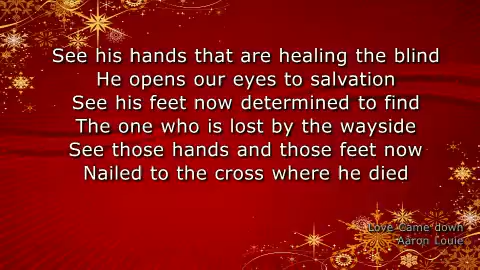 See his hands that are healing the blind
He opens our eyes to salvation
See his feet now determined to find
The one who is lost by the wayside
See those hands and those feet now
Nailed to the cross where he died
Love Came down
Aaron Louie